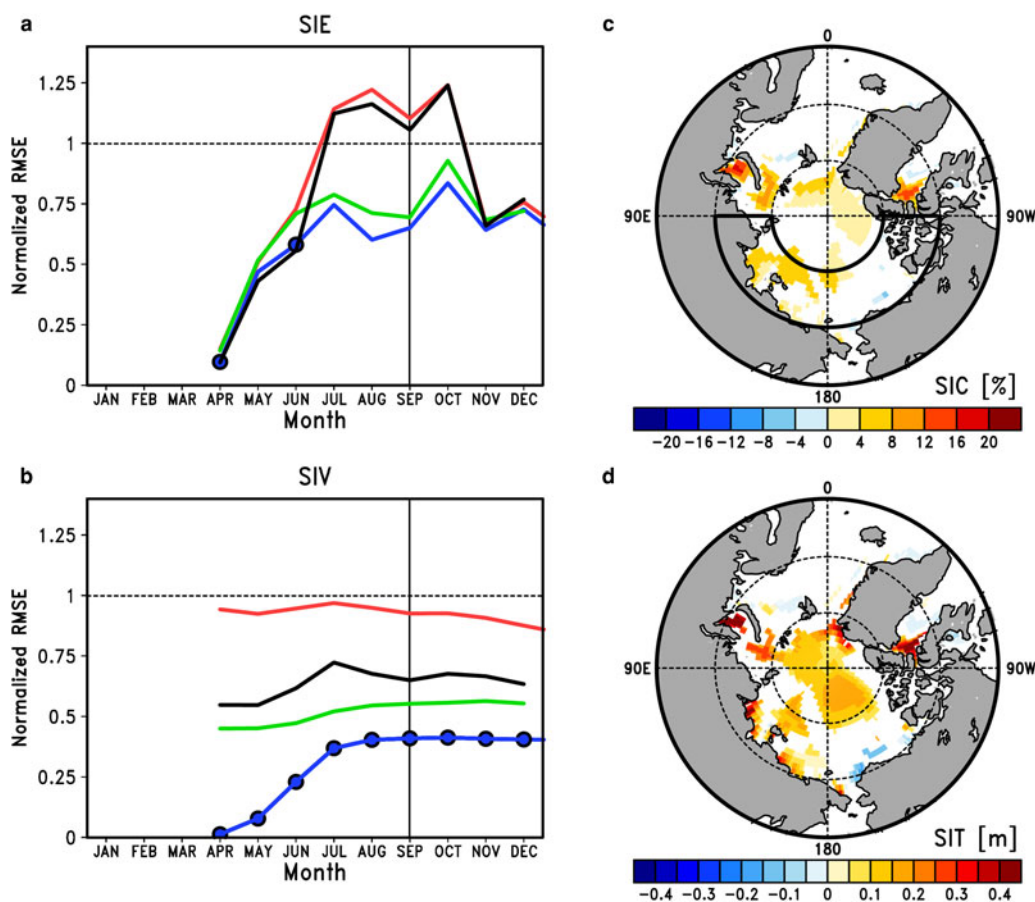 a
SIE
Normalized RMSE
1.25
1
0.75
0.5
0.25
0
JAN FEB MAR APR MAY JUN JUL AUG SEP OCT NOV DEC
Month
c
0
90E
90W
180
SIC [%]
-20 -16 -12 -8 -4 0 4 8 12 16 20
b
SIV
Normalized RMSE
1.25
1
0.75
0.5
0.25
0
JAN FEB MAR APR MAY JUN JUL AUG SEP OCT NOV DEC
Month
d
0
90E
90W
180
SIT [m]
-0.4 -0.3 -0.2 -0.1 0 0.1 0.2 0.3 0.4